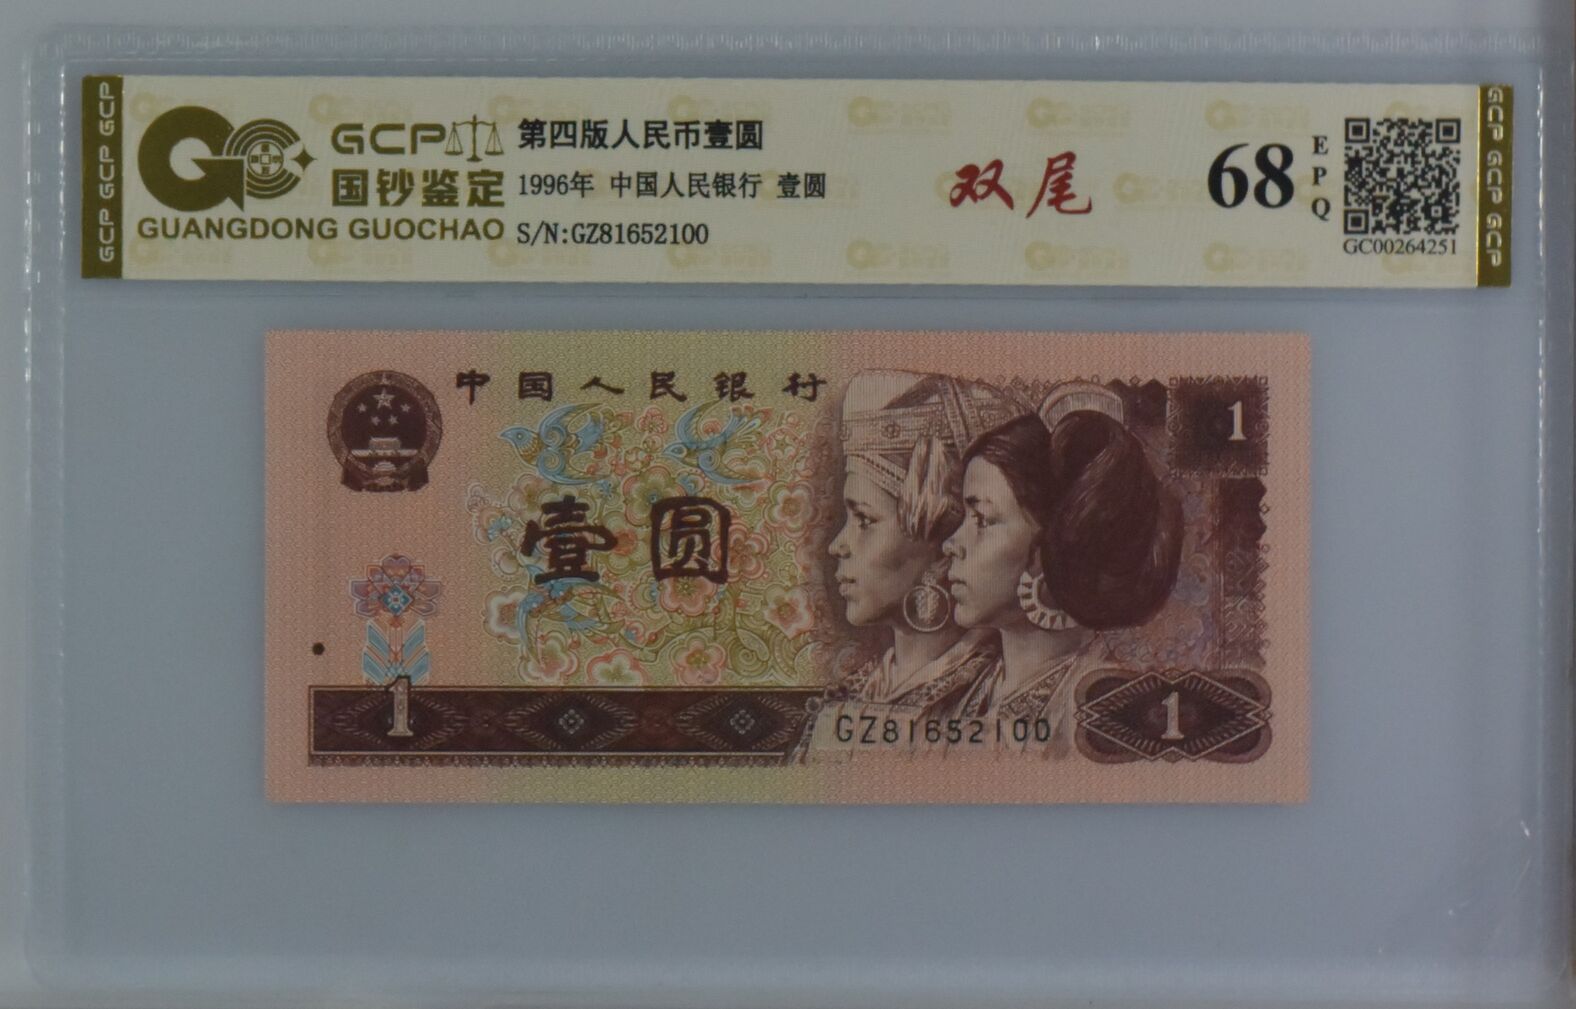 GCP GCP GCP
GCP
国钞鉴定
GUANGDONG GUOCHAO
第四版人民币壹圆
1996年 中国人民银行 壹圆
S/N:GZ81652100
双尾
68
EPQ
GC00264251
GCP GCP GCP
中国人民银行
1
壹圆
1
GZ81652100
1